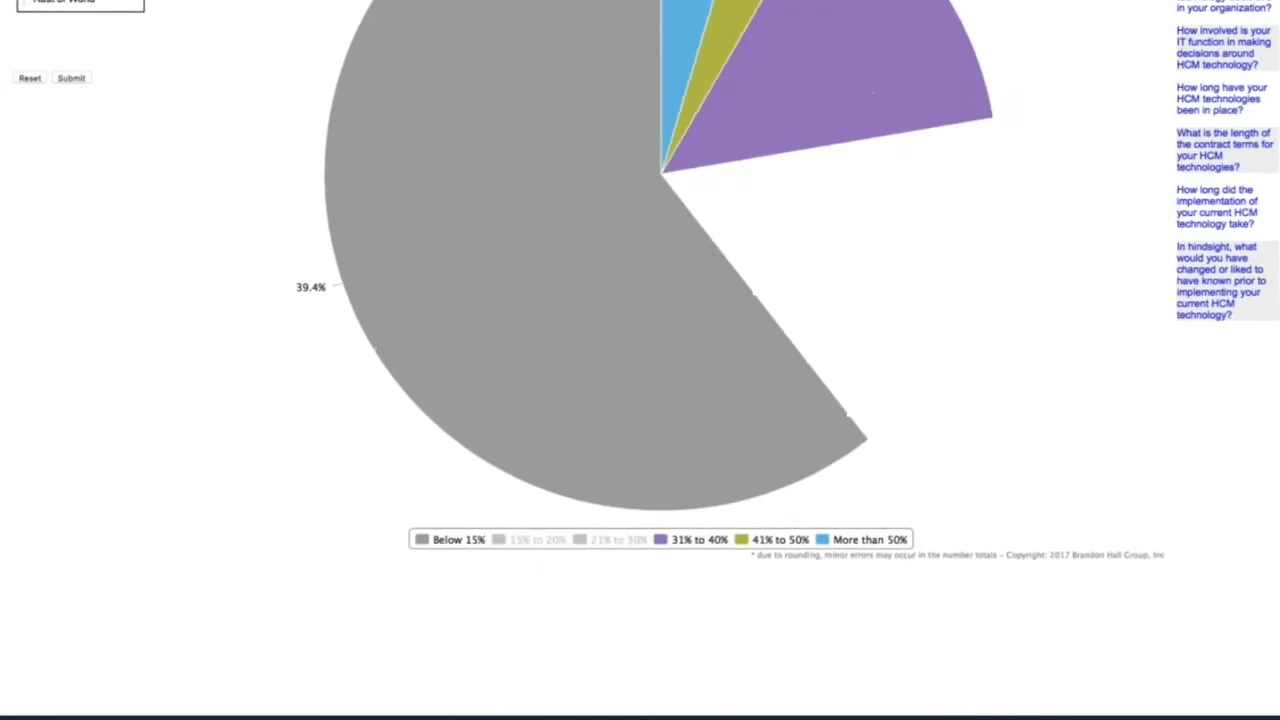 Rest of World
in your organization?
How involved is your
IT function in making
decisions around
HCM technology?
Reset Submit
How long have your
HCM technologies
been in place?
What is the length of
the contract terms for
your HCM
technologies?
How long did the
implementation of
your current HCM
technology take?
In hindsight, what
would you have
changed or liked to
have known prior to
implementing your
current HCM
technology?
39.4%
Below 15% 15% to 20% 21% to 30% 31% to 40% 41% to 50% More than 50%
* due to rounding, minor errors may occur in the number totals - Copyright: 2017 Brandon Hall Group, Inc